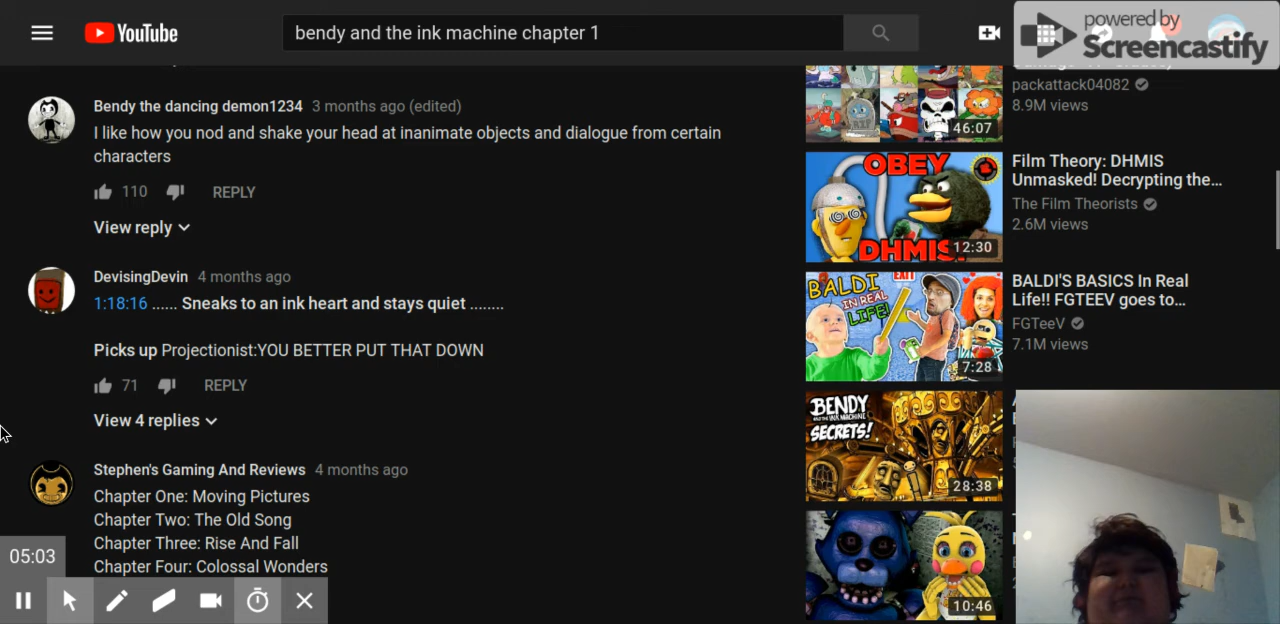 YouTube
bendy and the ink machine chapter 1
powered by
Screencastify
Bendy the dancing demon1234 3 months ago (edited)
I like how you nod and shake your head at inanimate objects and dialogue from certain
characters
110 REPLY
View reply
DevisingDevin 4 months ago
1:18:16 ...... Sneaks to an ink heart and stays quiet ........
Picks up Projectionist:YOU BETTER PUT THAT DOWN
71 REPLY
View 4 replies
Stephen's Gaming And Reviews 4 months ago
Chapter One: Moving Pictures
Chapter Two: The Old Song
Chapter Three: Rise And Fall
Chapter Four: Colossal Wonders
05:03
packattack04082
8.9M views
46:07
OBEY
DHMIS
12:30
Film Theory: DHMIS
Unmasked! Decrypting the...
The Film Theorists
2.6M views
EXIT
BALDI
IN REAL
LIFE!
7:28
BALDI'S BASICS In Real
Life!! FGTEEV goes to...
FGTeeV
7.1M views
BENDY
AND THE INK MACHINE
SECRETS!
28:38
10:46